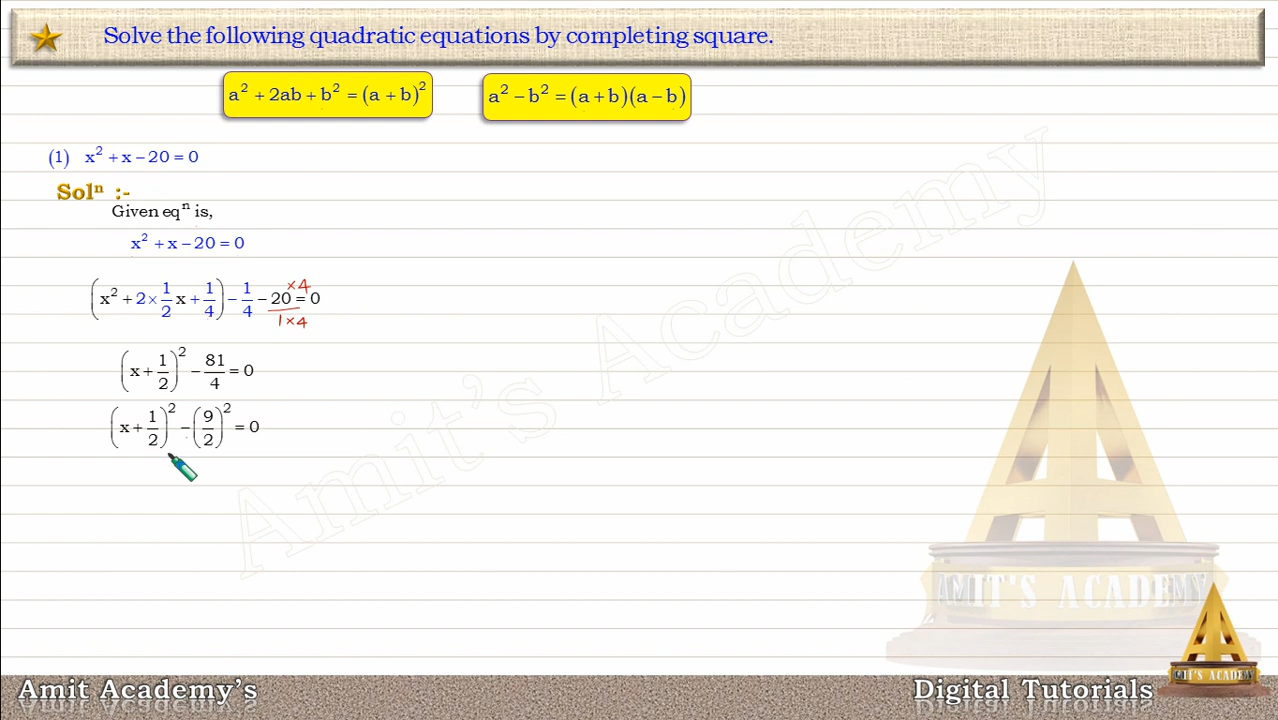 Solve the following quadratic equations by completing square.
a² + 2ab + b² = (a + b)² a² − b² = (a + b)(a − b)
(1) x² + x − 20 = 0
Solⁿ :-
Given eqⁿ is,
x² + x − 20 = 0
(x² + 2 × 1/2 x + 1/4) − 1/4 − 20 = 0 ×4
1×4
(x + 1/2)² − 81/4 = 0
(x + 1/2)² − (9/2)² = 0
Amit's Academy
AMIT'S ACADEMY
AMIT'S ACADEMY
Amit Academy's Digital Tutorials